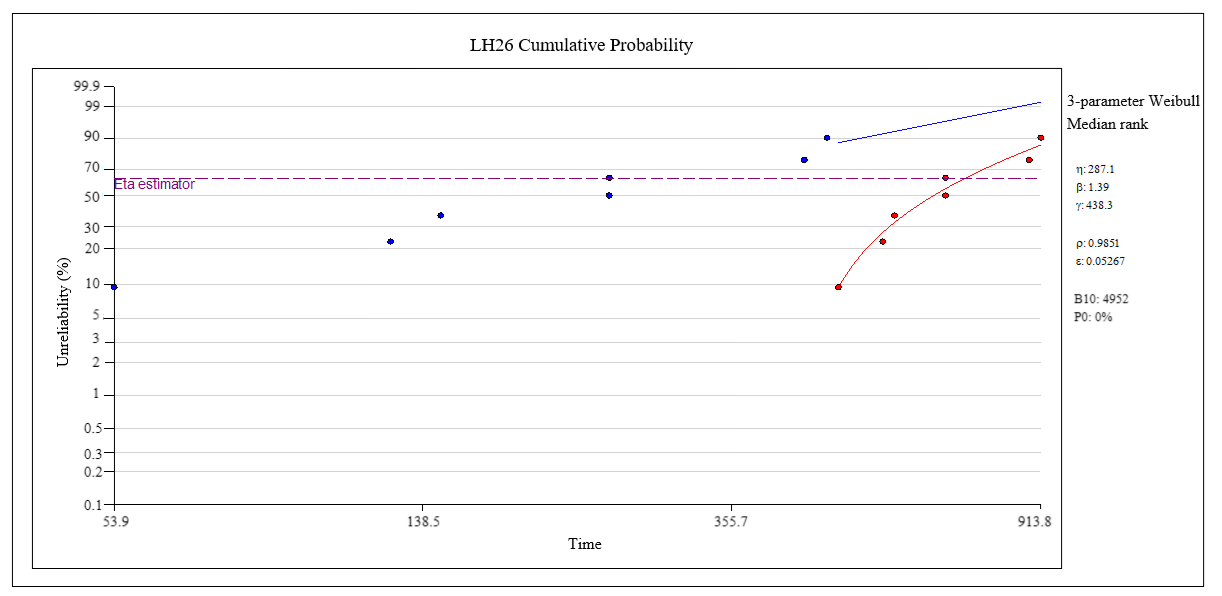 LH26 Cumulative Probability
3-parameter Weibull
Median rank
η: 287.1
β: 1.39
γ: 438.3
ρ: 0.9851
ε: 0.05267
B10: 4952
P0: 0%
Unreliability (%)
99.9
99
90
70
50
30
20
10
5
3
2
1
0.5
0.3
0.2
0.1
Eta estimator
53.9
138.5
355.7
913.8
Time